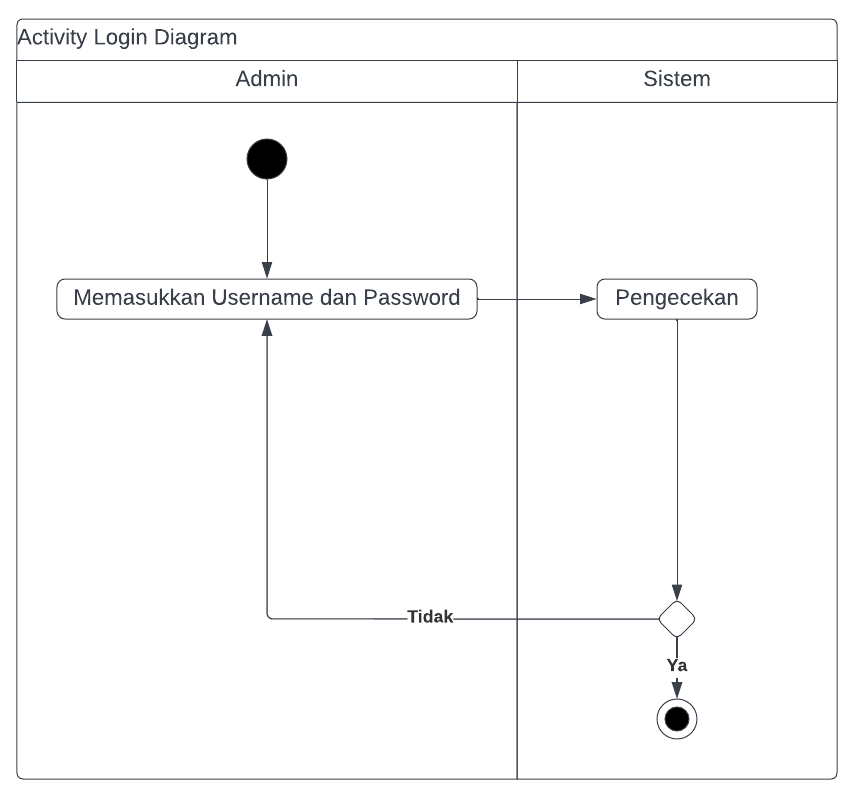 Activity Login Diagram
Admin
Sistem
Memasukkan Username dan Password
Pengecekan
Tidak
Ya